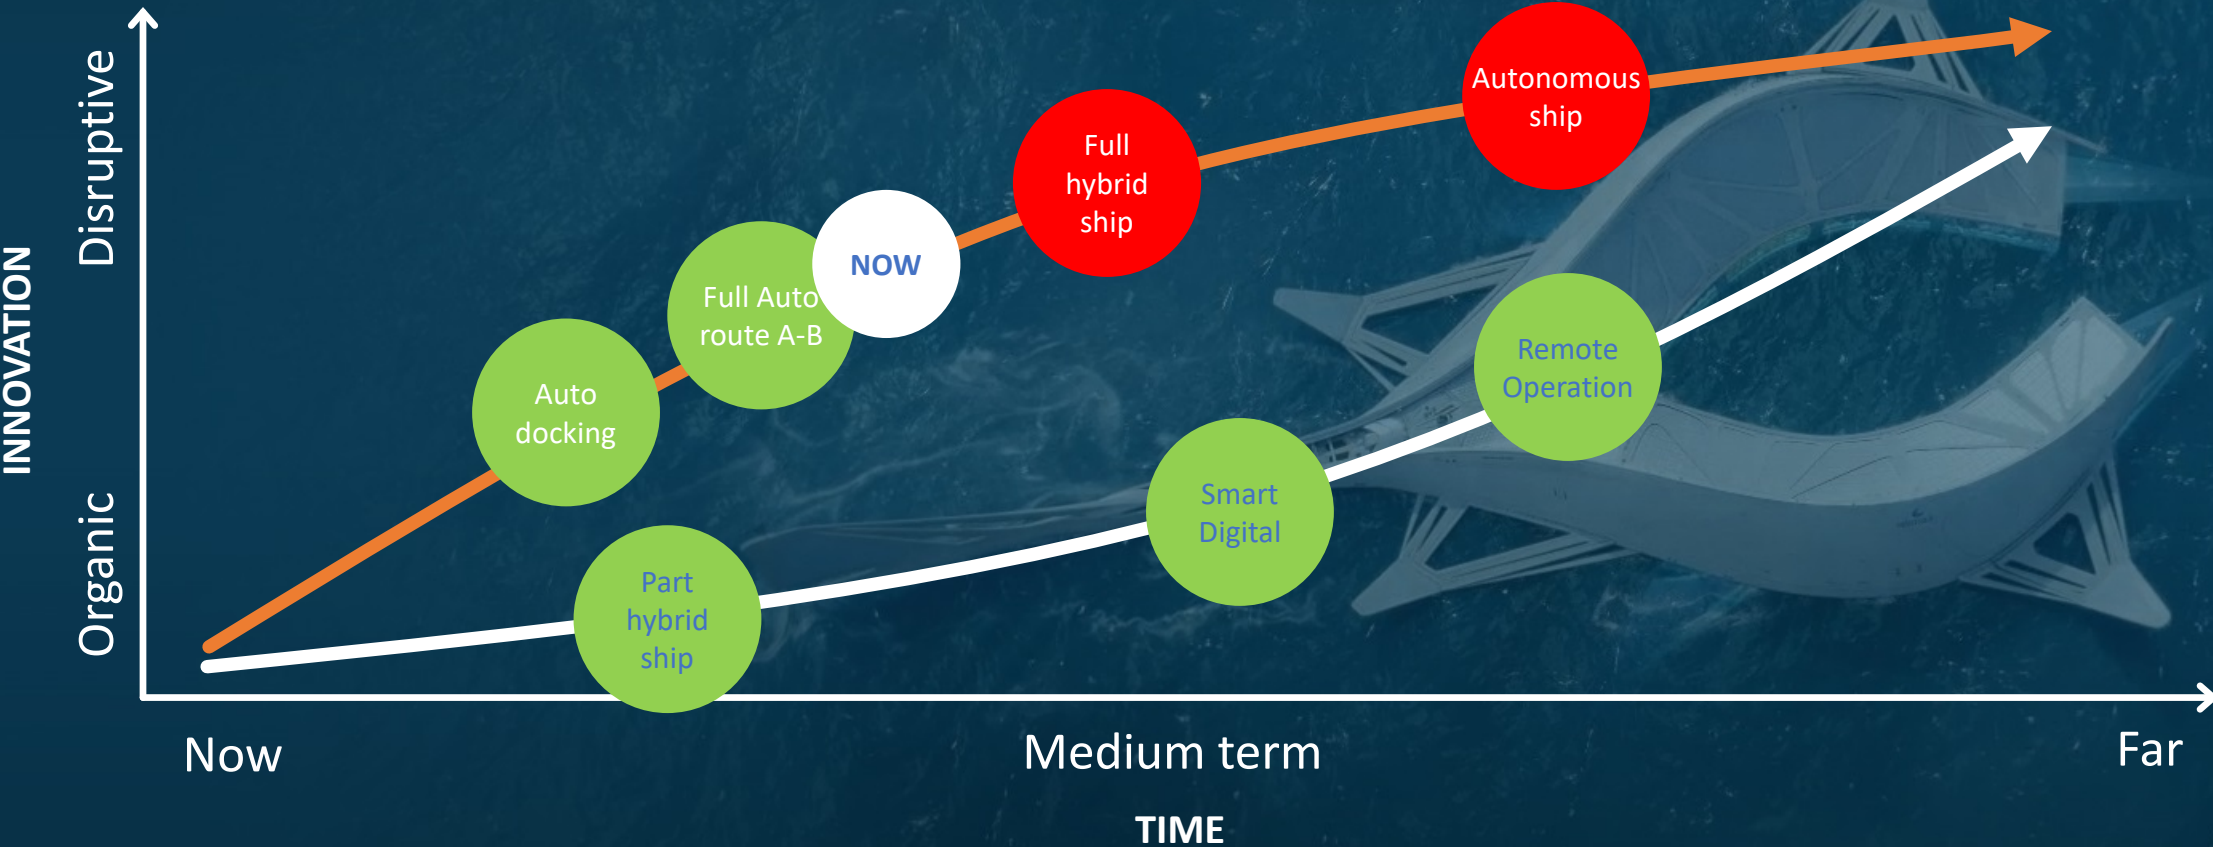 INNOVATION
Disruptive
Organic
Autonomous
ship
Full
hybrid
ship
NOW
Full Auto
route A-B
Auto
docking
Remote
Operation
Smart
Digital
Part
hybrid
ship
Now
Medium term
Far
TIME